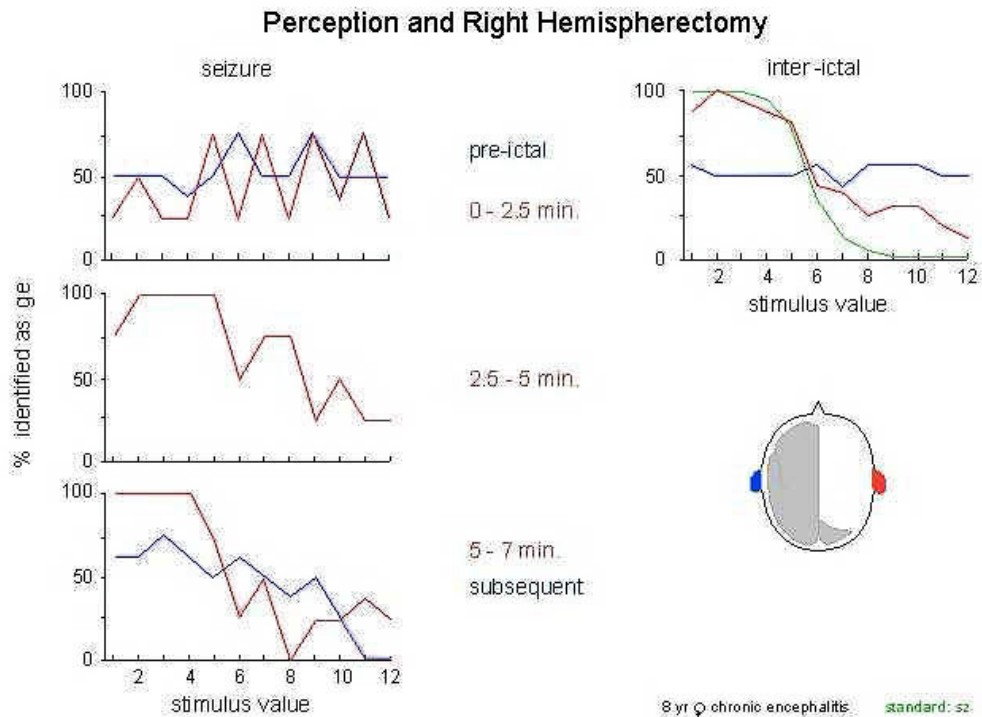 Perception and Right Hemispherectomy
seizure
100
50
0
pre-ictal
0 - 2.5 min.
inter-ictal
100
50
0
2 4 6 8 10 12
stimulus value
% identified as ge
100
50
0
2.5 - 5 min.
100
50
0
2 4 6 8 10 12
stimulus value
5 - 7 min.
subsequent
8 yr ♀ chronic encephalitis standard: sz